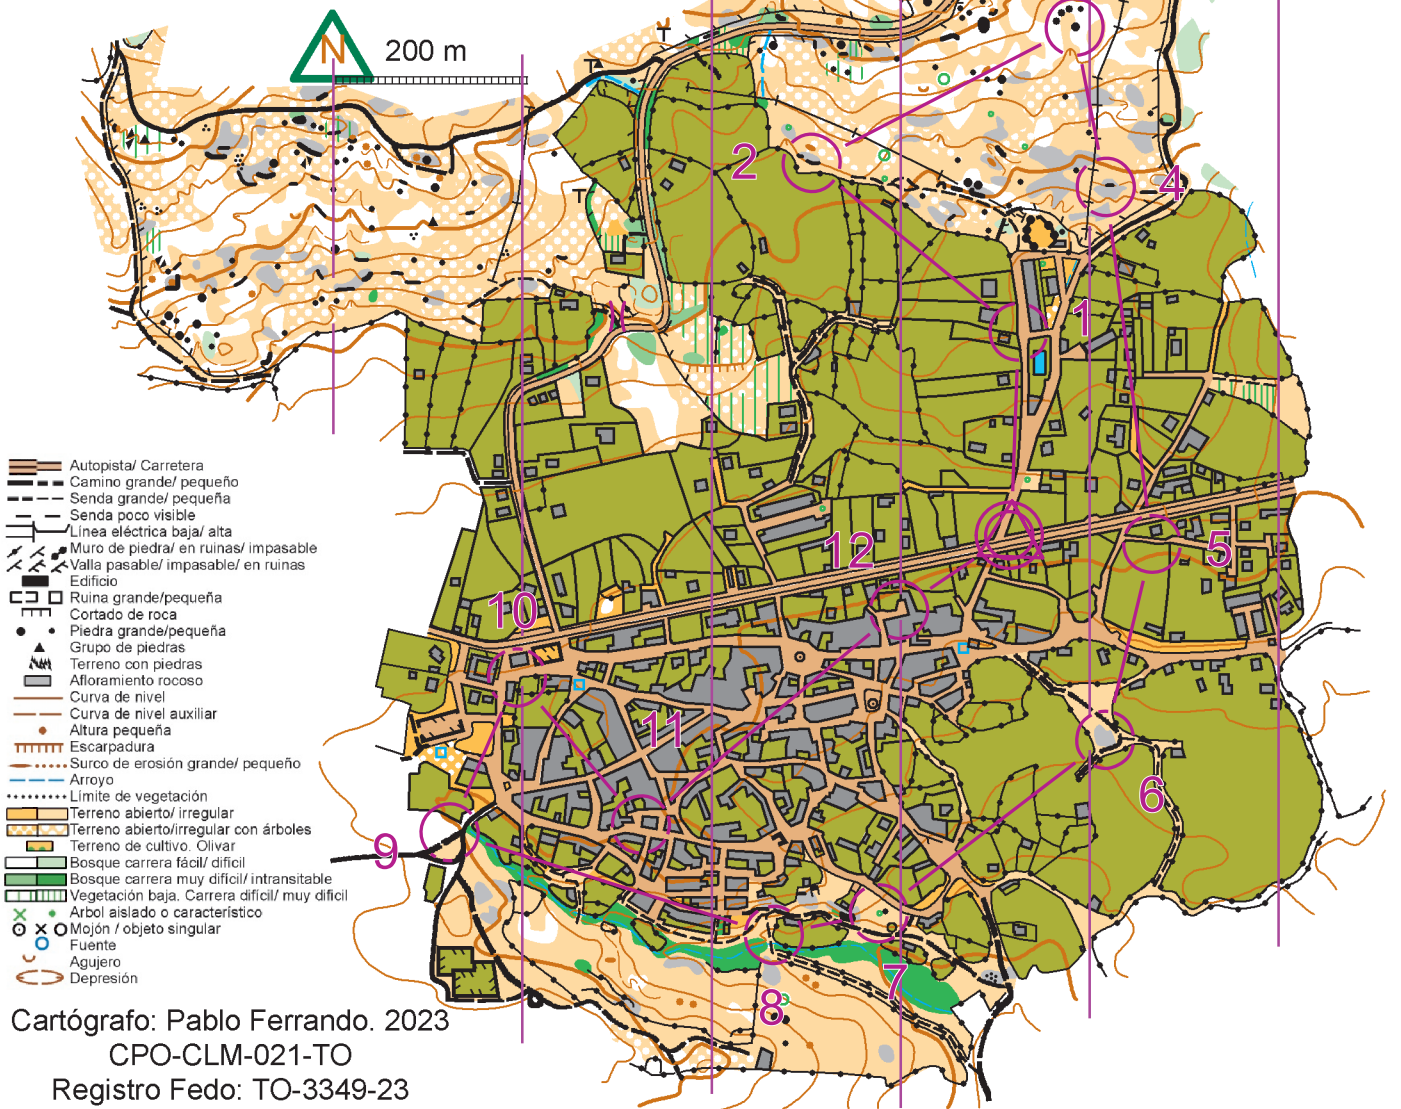 N
200 m
2
4
1
12
5
10
11
6
9
7
8
Autopista/ Carretera
Camino grande/ pequeño
Senda grande/ pequeña
Senda poco visible
Línea eléctrica baja/ alta
Muro de piedra/ en ruinas/ impasable
Valla pasable/ impasable/ en ruinas
Edificio
Ruina grande/pequeña
Cortado de roca
Piedra grande/pequeña
Grupo de piedras
Terreno con piedras
Afloramiento rocoso
Curva de nivel
Curva de nivel auxiliar
Altura pequeña
Escarpadura
Surco de erosión grande/ pequeño
Arroyo
Límite de vegetación
Terreno abierto/ irregular
Terreno abierto/irregular con árboles
Terreno de cultivo. Olivar
Bosque carrera fácil/ difícil
Bosque carrera muy difícil/ intransitable
Vegetación baja. Carrera difícil/ muy dificil
Arbol aislado o característico
Mojón / objeto singular
Fuente
Agujero
Depresión
Cartógrafo: Pablo Ferrando. 2023
CPO-CLM-021-TO
Registro Fedo: TO-3349-23